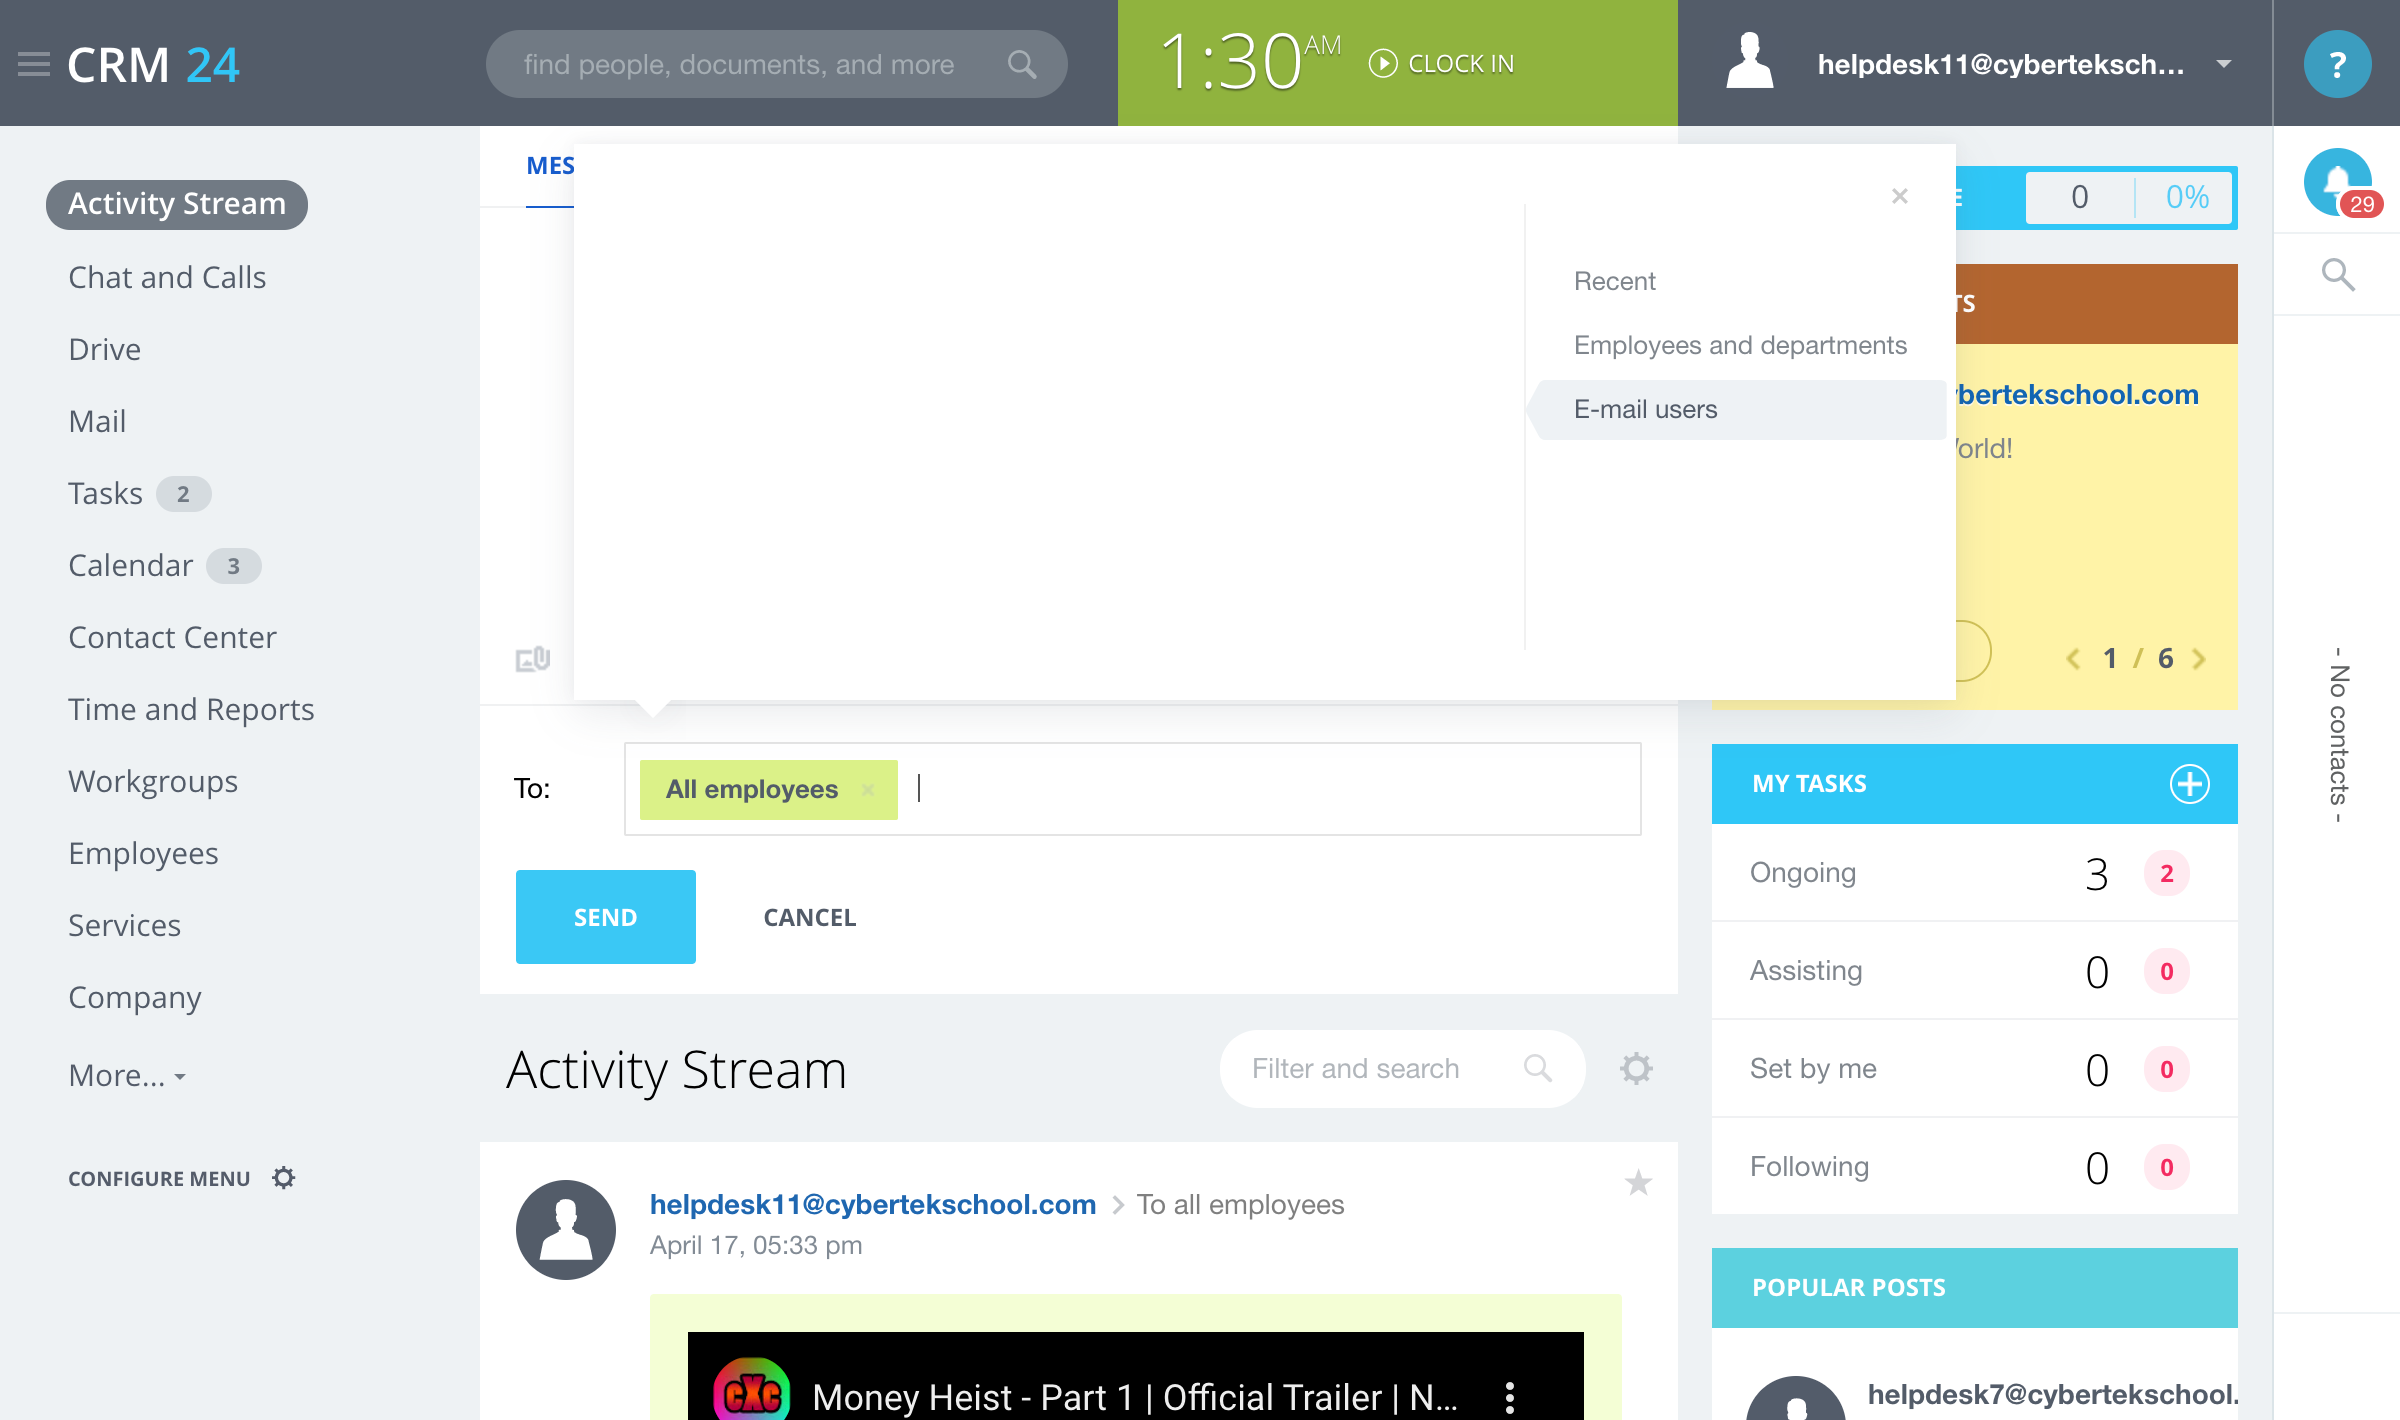 CRM 24
find people, documents, and more
1:30 AM
CLOCK IN
helpdesk11@cyberteksch...
?
Activity Stream
Chat and Calls
Drive
Mail
Tasks 2
Calendar 3
Contact Center
Time and Reports
Workgroups
Employees
Services
Company
More...
CONFIGURE MENU
MES
×
Recent
Employees and departments
E-mail users
To:
All employees ×
SEND
CANCEL
Activity Stream
Filter and search
helpdesk11@cybertekschool.com > To all employees
April 17, 05:33 pm
cXc
Money Heist - Part 1 | Official Trailer | N...
E 0 0%
TS
ybertekschool.com
orld!
1 / 6
MY TASKS
Ongoing 3 2
Assisting 0 0
Set by me 0 0
Following 0 0
POPULAR POSTS
helpdesk7@cybertekschool.
29
- No contacts -